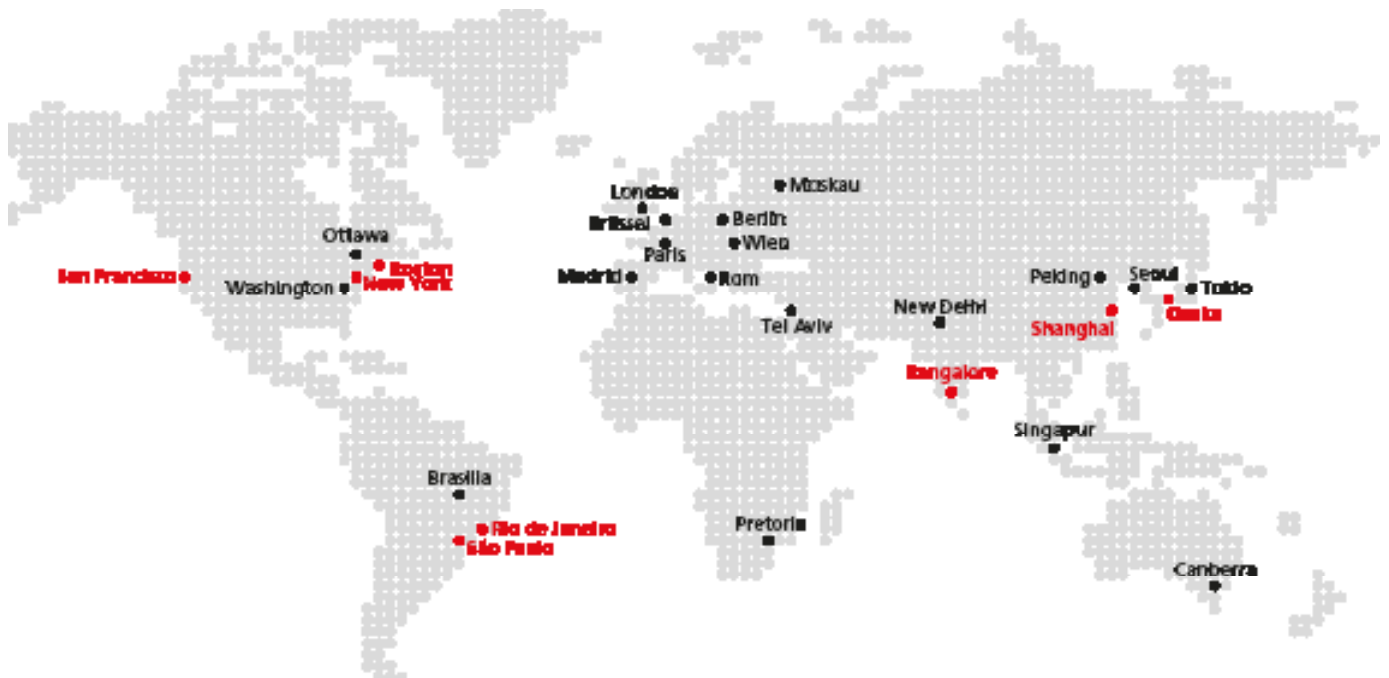 Moskau
London
Brüssel
Berlin
Ottawa
Wien
Paris
Boston
San Francisco
New York
Madrid
Rom
Peking
Seoul
Washington
Tokio
New Delhi
Osaka
Tel Aviv
Shanghai
Bangalore
Singapur
Brasilia
Pretoria
Rio de Janeiro
São Paulo
Canberra